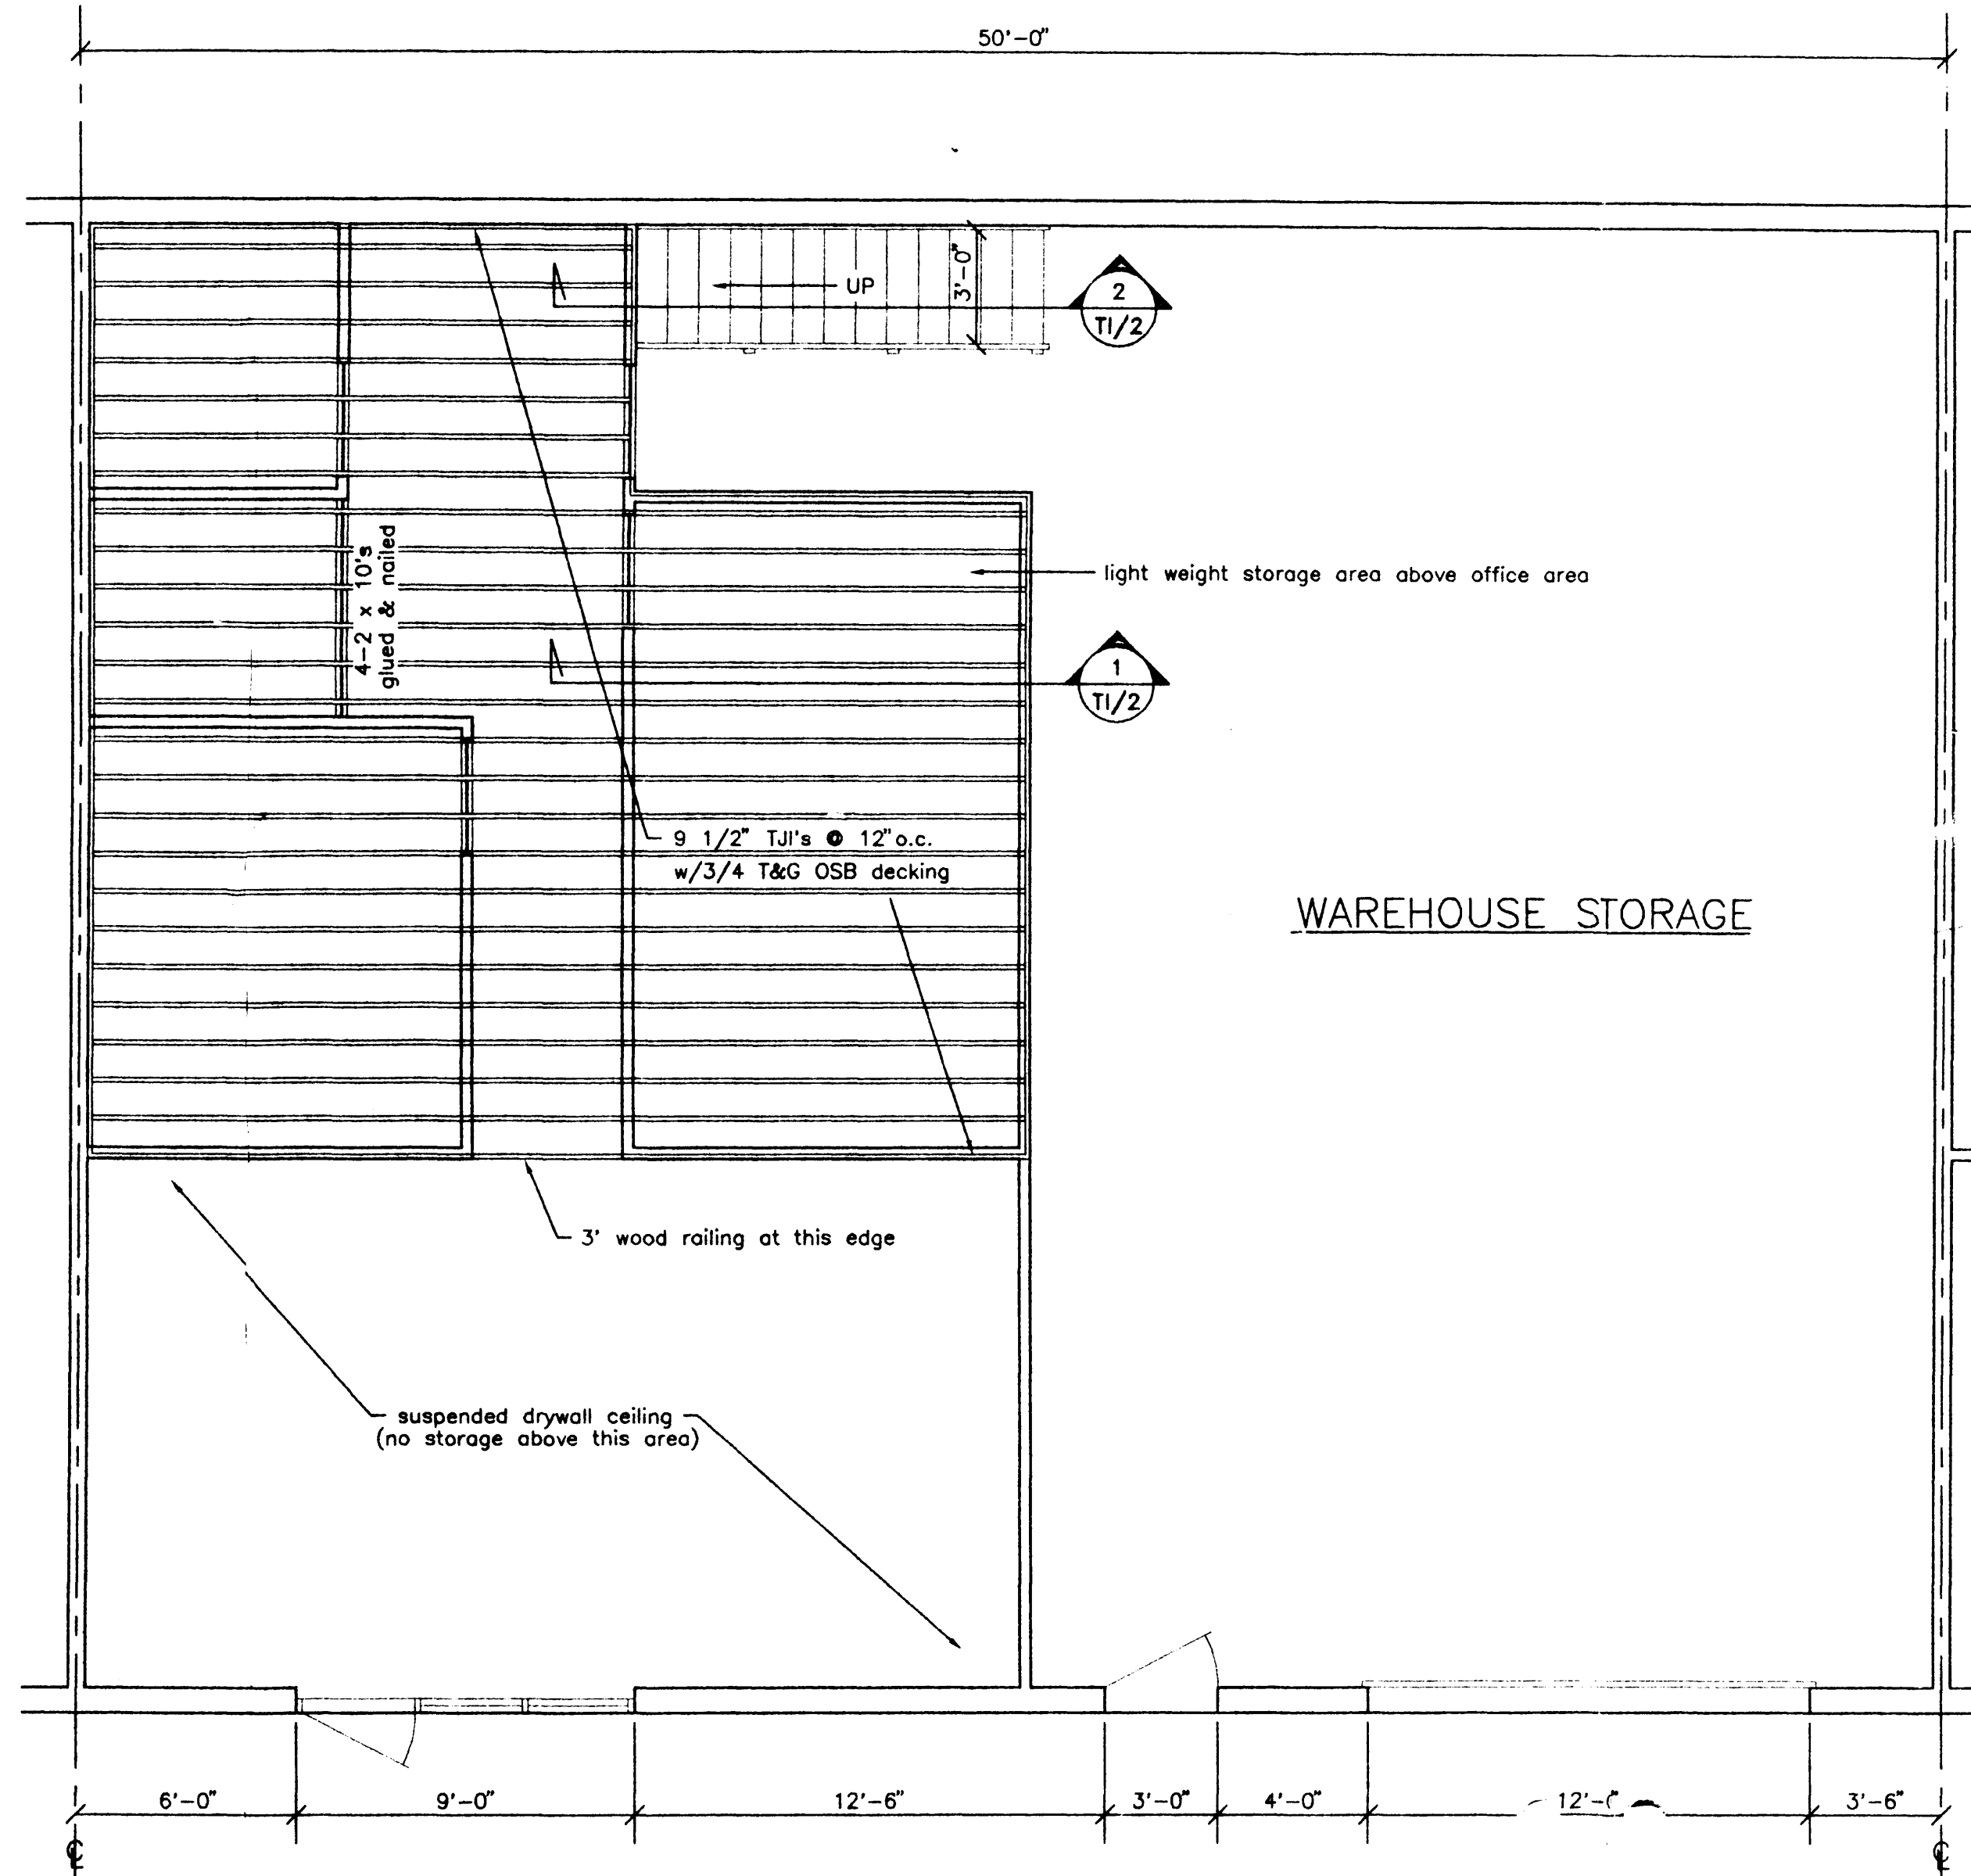 50'-0"
UP
3'-0"
2
TI/2
4-2 x 10's
glued & nailed
light weight storage area above office area
1
TI/2
9 1/2" TJI's @ 12" o.c.
w/3/4 T&G OSB decking
WAREHOUSE STORAGE
3' wood railing at this edge
suspended drywall ceiling
(no storage above this area)
6'-0"
9'-0"
12'-6"
3'-0"
4'-0"
3'-6"